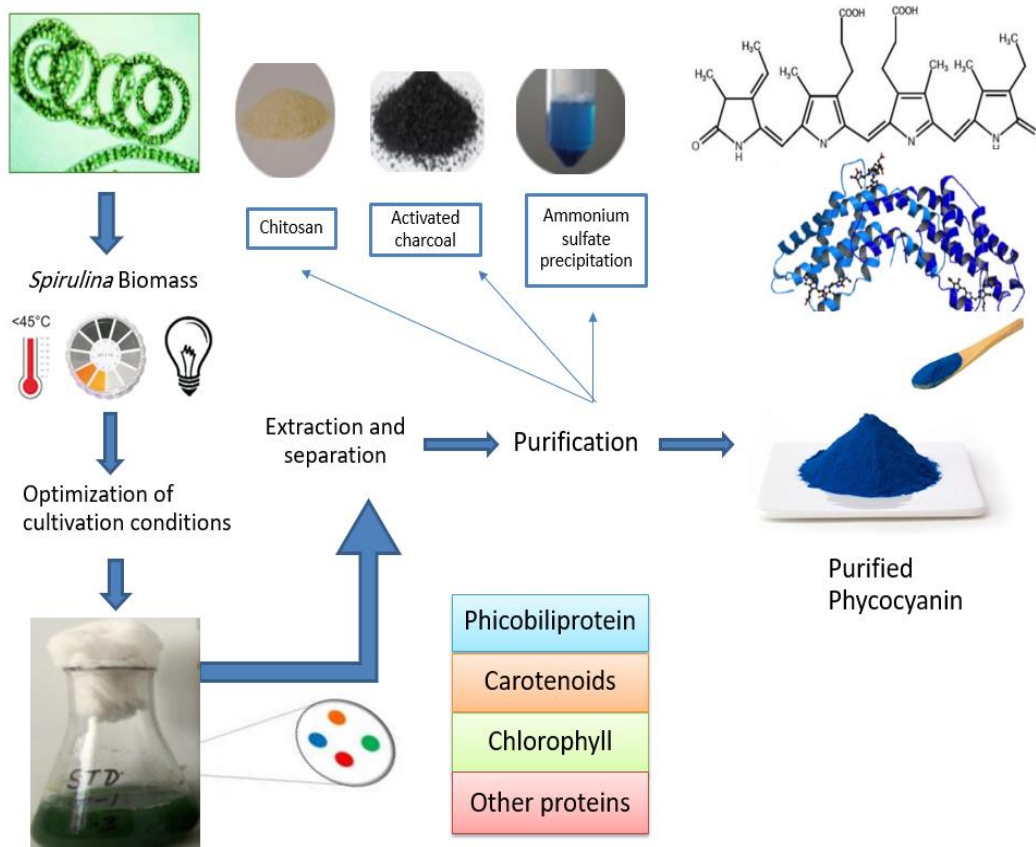 Spirulina Biomass
<45°C
Optimization of
cultivation conditions
STD
Chitosan
Activated
charcoal
Ammonium
sulfate
precipitation
Extraction and
separation
Purification
Phicobiliprotein
Carotenoids
Chlorophyll
Other proteins
COOH
COOH
H₃C
H₃C
H₃C
CH₃
H₃C
O
NH
N
N
N
H
Purified
Phycocyanin